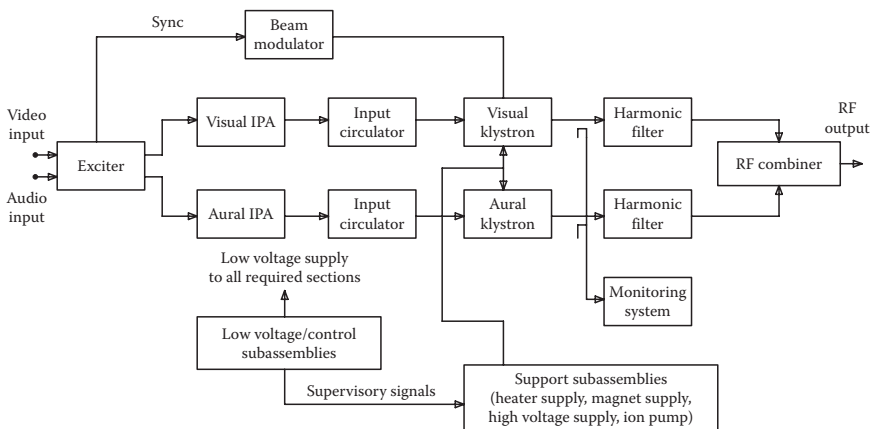 Sync
Beam
modulator
Video
input
Audio
input
Exciter
Visual IPA
Input
circulator
Visual
klystron
Harmonic
filter
RF
output
RF combiner
Aural IPA
Input
circulator
Aural
klystron
Harmonic
filter
Low voltage supply
to all required sections
Monitoring
system
Low voltage/control
subassemblies
Supervisory signals
Support subassemblies
(heater supply, magnet supply,
high voltage supply, ion pump)